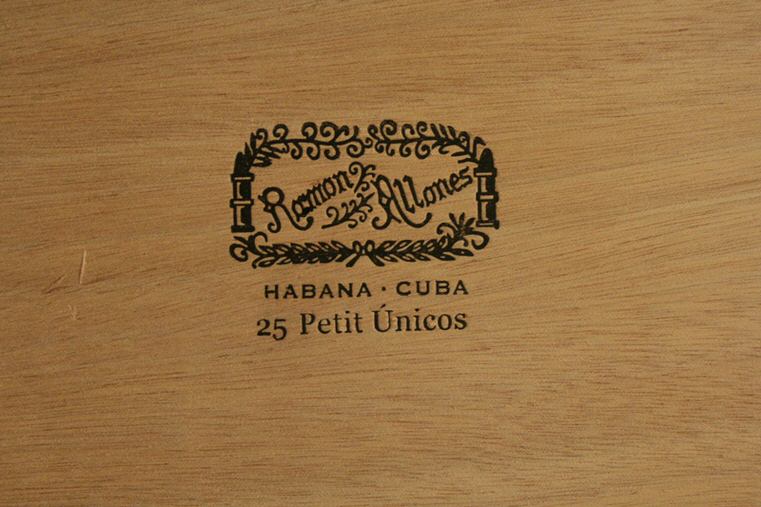 Ramon Allones
HABANA · CUBA
25 Petit Únicos